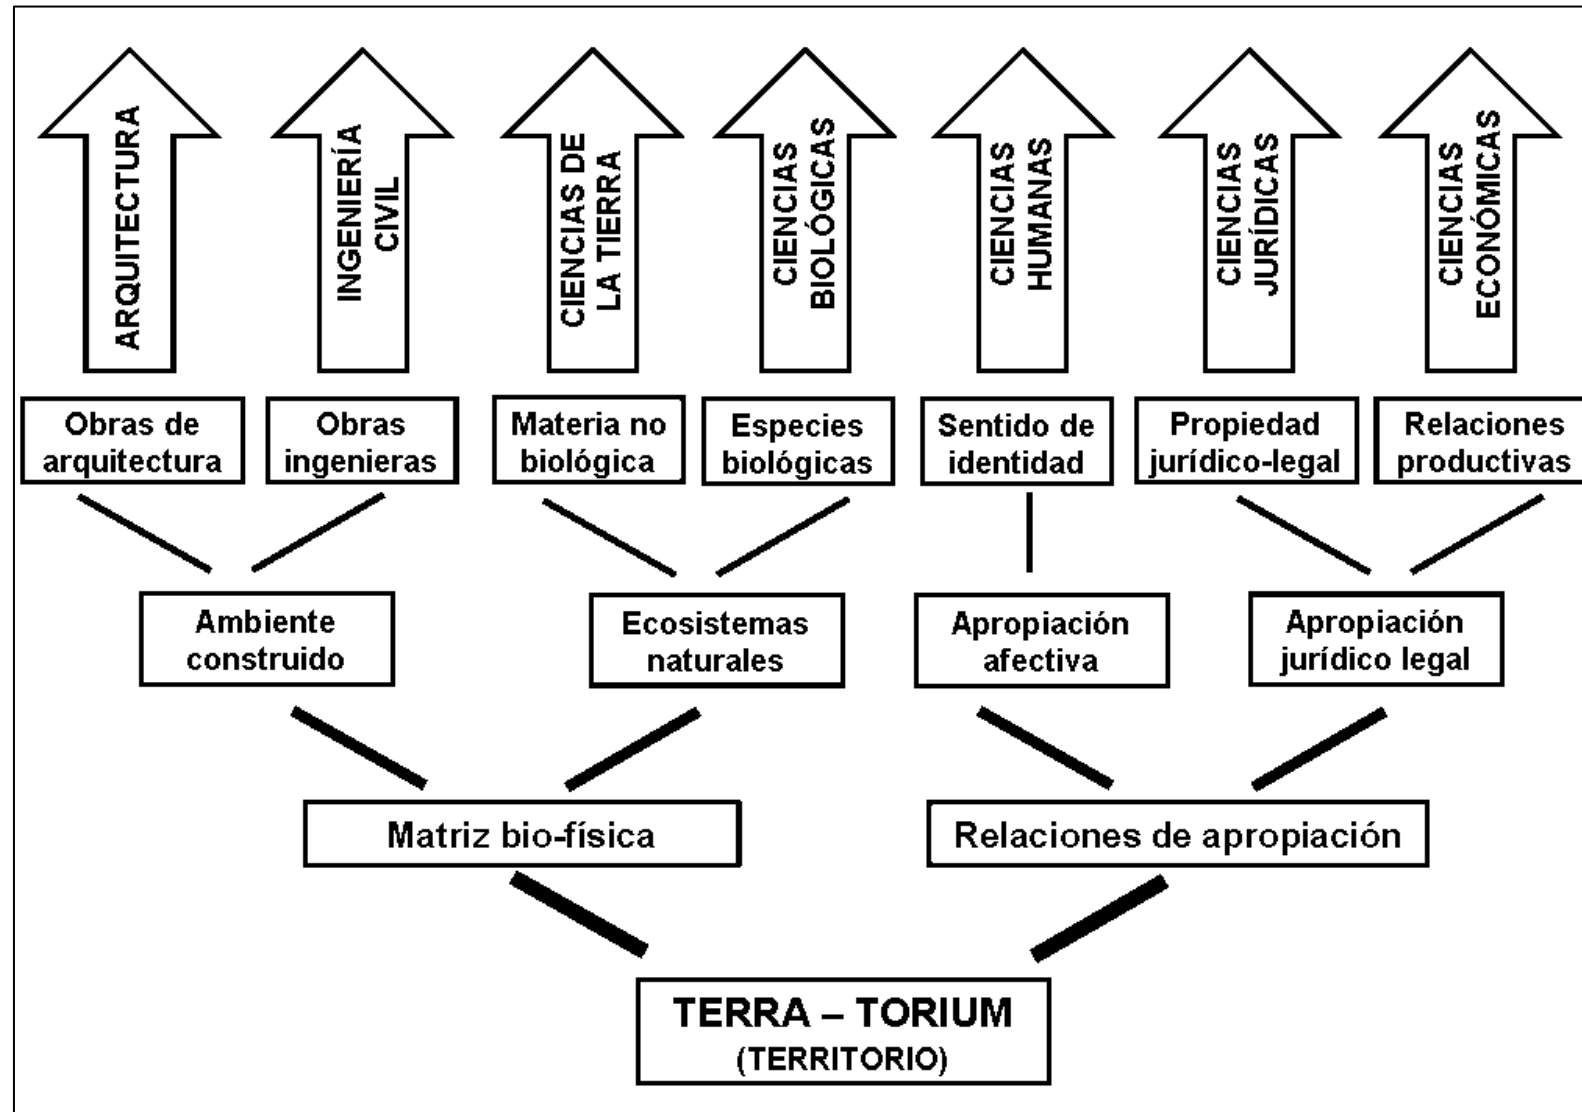 ARQUITECTURA
INGENIERÍA
CIVIL
CIENCIAS DE
LA TIERRA
CIENCIAS
BIOLÓGICAS
CIENCIAS
HUMANAS
CIENCIAS
JURÍDICAS
CIENCIAS
ECONÓMICAS
Obras de
arquitectura
Obras
ingenieras
Materia no
biológica
Especies
biológicas
Sentido de
identidad
Propiedad
jurídico-legal
Relaciones
productivas
Ambiente
construido
Ecosistemas
naturales
Apropiación
afectiva
Apropiación
jurídico legal
Matriz bio-física
Relaciones de apropiación
TERRA – TORIUM
(TERRITORIO)